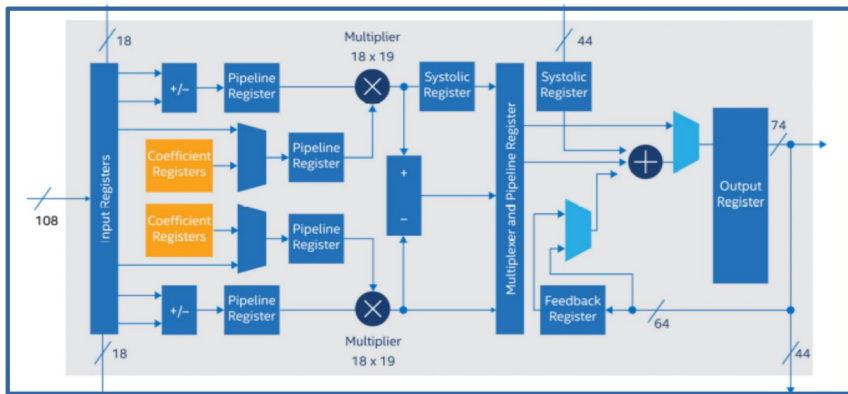 18
44
Multiplier
18 x 19
+/−
Pipeline
Register
Systolic
Register
Systolic
Register
74
Coefficient
Registers
Pipeline
Register
+
−
Input Registers
108
Multiplexer and Pipeline Register
Output
Register
Coefficient
Registers
Pipeline
Register
+/−
Pipeline
Register
Feedback
Register
64
Multiplier
18 x 19
18
44